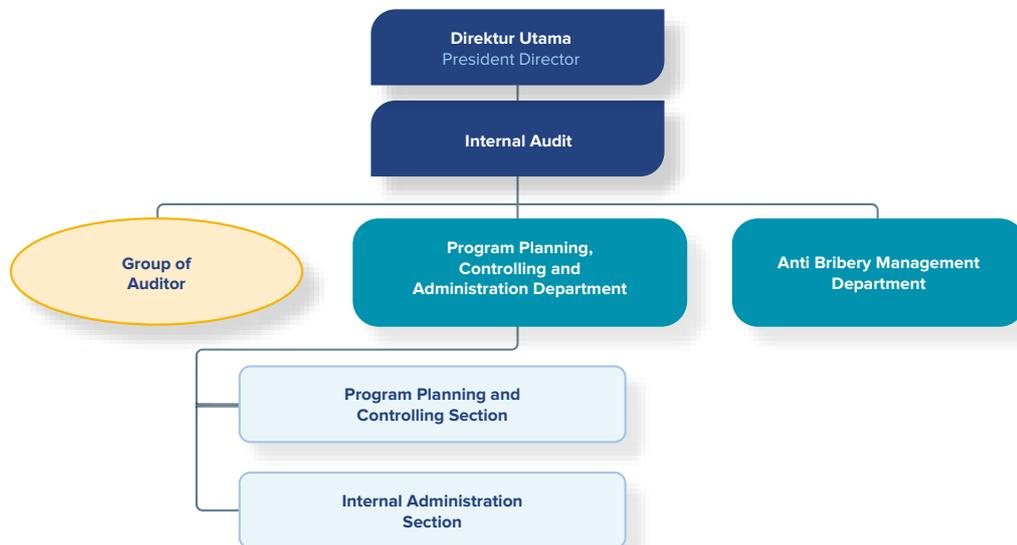 Direktur Utama
President Director
Internal Audit
Group of
Auditor
Program Planning,
Controlling and
Administration Department
Anti Bribery Management
Department
Program Planning and
Controlling Section
Internal Administration
Section